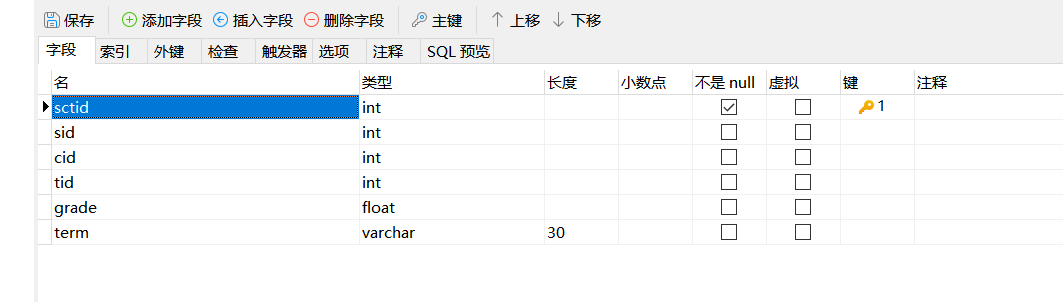 保存 添加字段 插入字段 删除字段 主键 上移 下移
字段 索引 外键 检查 触发器 选项 注释 SQL 预览
名 类型 长度 小数点 不是 null 虚拟 键 注释
sctid int 1
sid int
cid int
tid int
grade float
term varchar 30